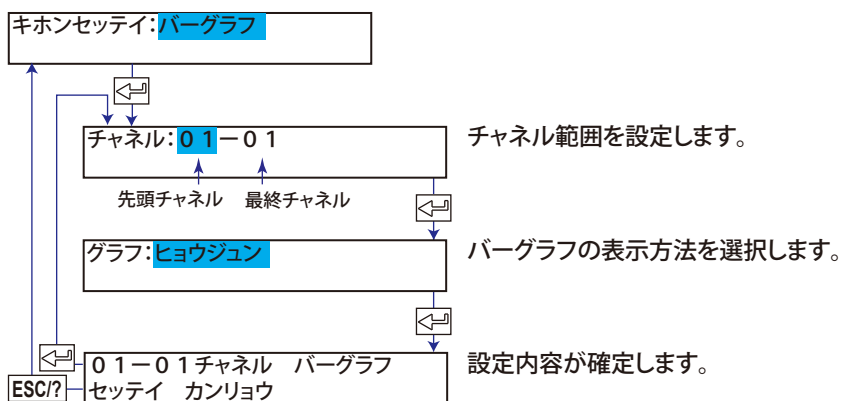 キホンセッテイ：バーグラフ
チャネル：０１－０１
チャネル範囲を設定します。
先頭チャネル　最終チャネル
グラフ：ヒョウジュン
バーグラフの表示方法を選択します。
０１－０１チャネル　バーグラフ
設定内容が確定します。
ESC/?
セッテイ　カンリョウ